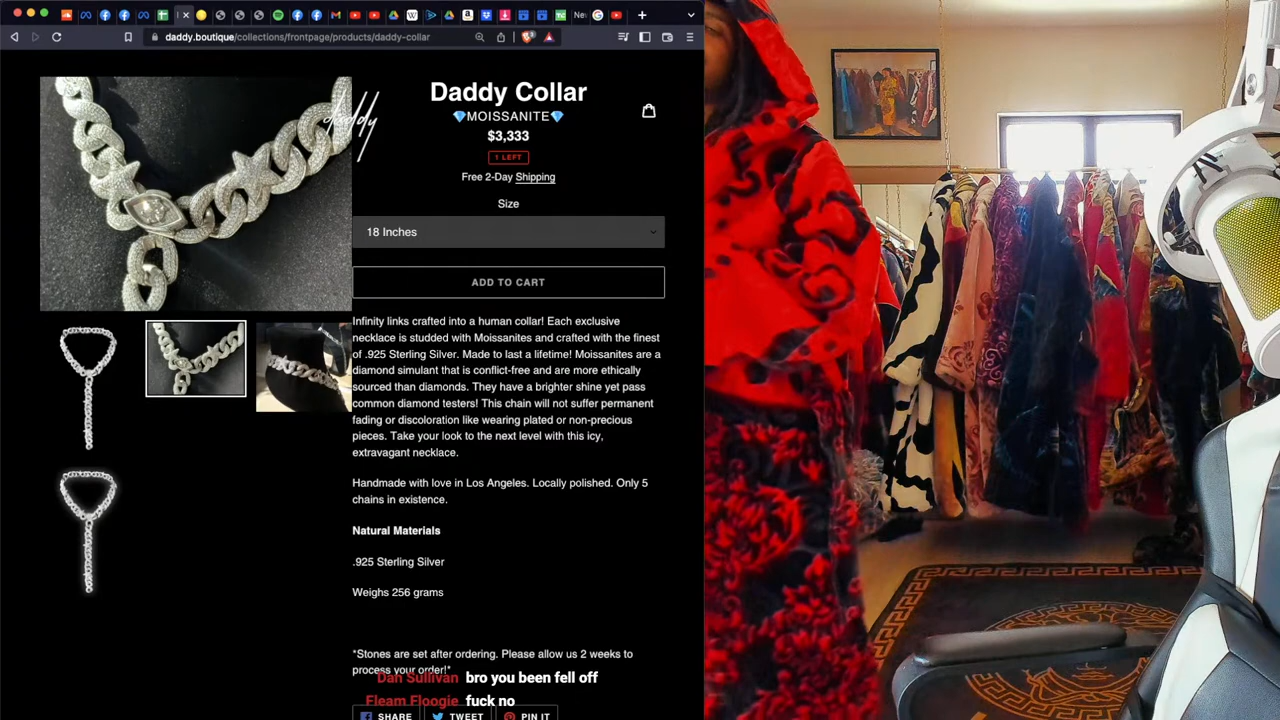 Nev
daddy.boutique/collections/frontpage/products/daddy-collar
Daddy Collar
daddy
💎MOISSANITE💎
$3,333
1 LEFT
Free 2-Day Shipping
Size
18 Inches
ADD TO CART
Infinity links crafted into a human collar! Each exclusive
necklace is studded with Moissanites and crafted with the finest
of .925 Sterling Silver. Made to last a lifetime! Moissanites are a
diamond simulant that is conflict-free and are more ethically
sourced than diamonds. They have a brighter shine yet pass
common diamond testers! This chain will not suffer permanent
fading or discoloration like wearing plated or non-precious
pieces. Take your look to the next level with this icy,
extravagant necklace.
Handmade with love in Los Angeles. Locally polished. Only 5
chains in existence.
Natural Materials
.925 Sterling Silver
Weighs 256 grams
*Stones are set after ordering. Please allow us 2 weeks to
process your order!*
Dan Sullivan bro you been fell off
Fleam Floogie fuck no
SHARE TWEET PIN IT